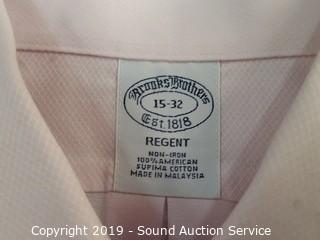 Brooks Brothers
15-32
Est. 1818
REGENT
NON-IRON
100% AMERICAN
SUPIMA COTTON
MADE IN MALAYSIA
Copyright 2019 - Sound Auction Service